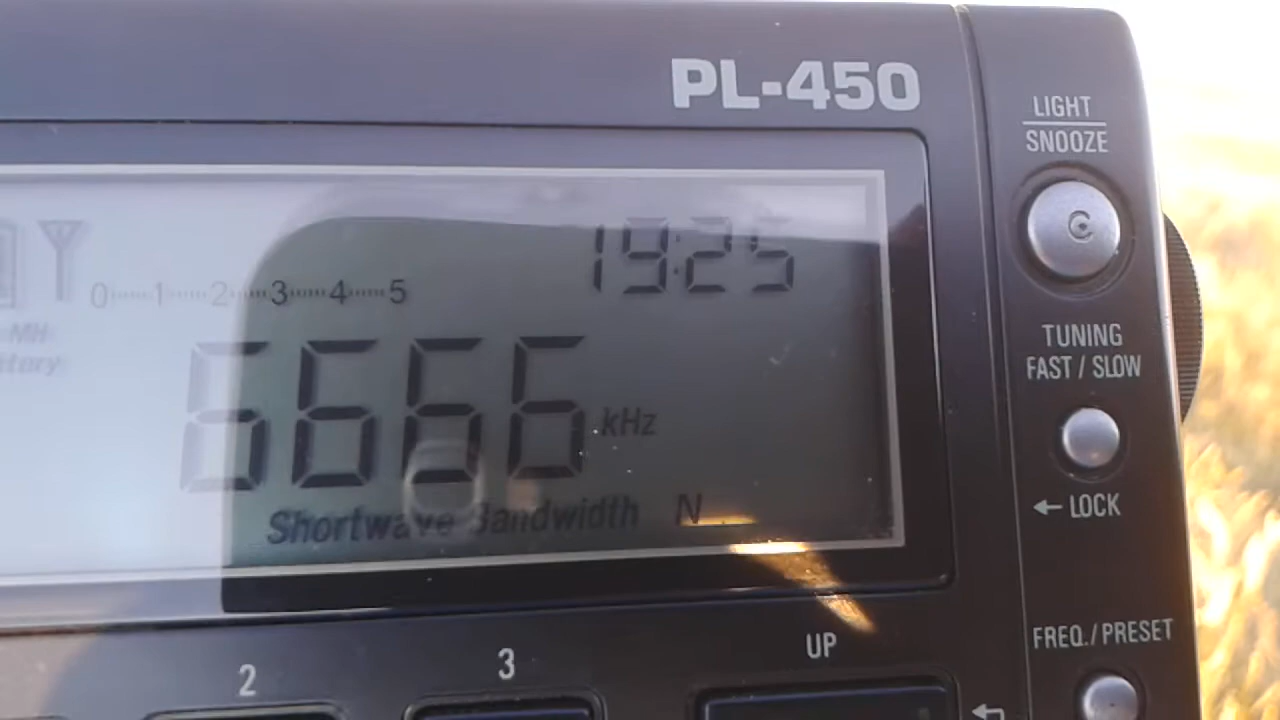 PL-450
LIGHT
SNOOZE
19:25
0 1 2 3 4 5
TUNING
FAST / SLOW
6666 kHz
LOCK
Shortwave Bandwidth N
FREQ./PRESET
UP
3
2